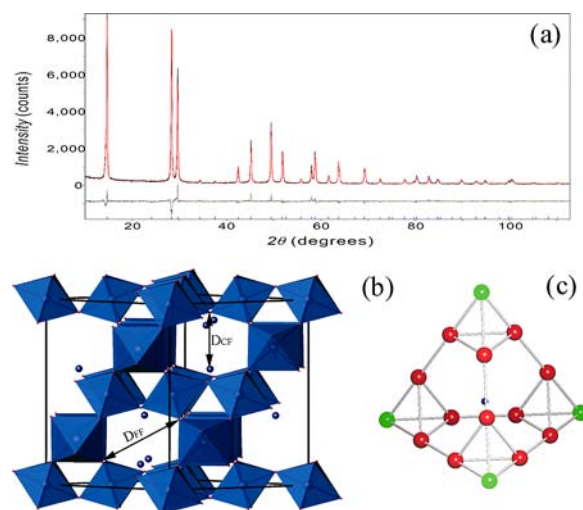 (a)
8,000
6,000
4,000
2,000
0
Intensity (counts)
20 40 60 80 100
2θ (degrees)
(b)
(c)
DCF
DFF